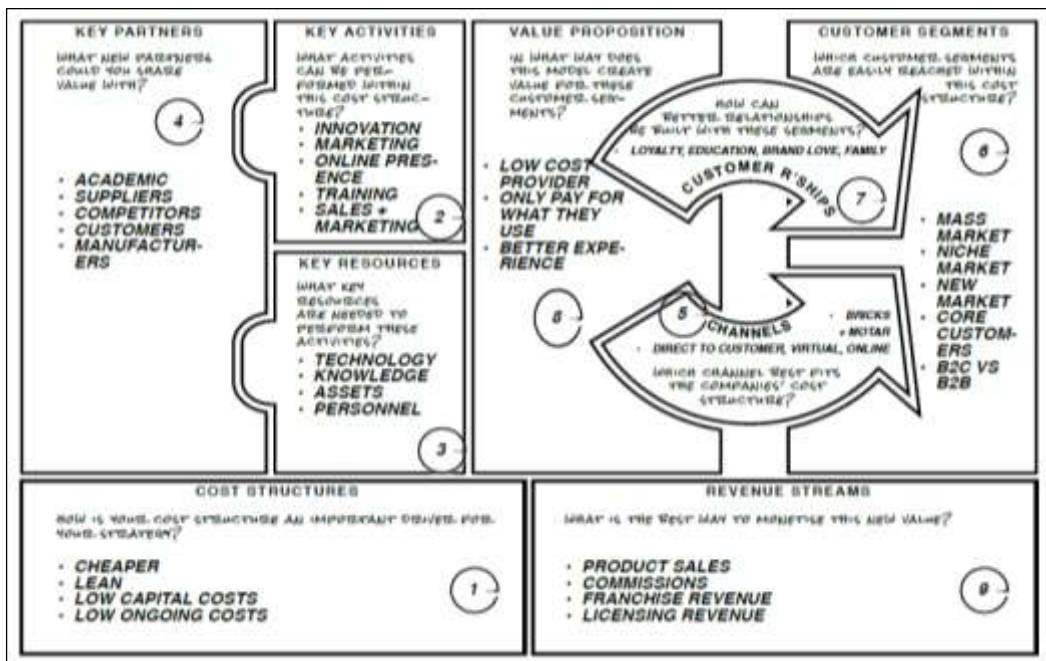 KEY PARTNERS
WHAT NEW PARTNERS
COULD YOU SHARE
VALUE WITH?
4
• ACADEMIC
• SUPPLIERS
• COMPETITORS
• CUSTOMERS
• MANUFACTUR-
ERS
KEY ACTIVITIES
WHAT ACTIVITIES
CAN BE PER-
FORMED WITHIN
THIS COST STRUC-
TURE?
• INNOVATION
• MARKETING
• ONLINE PRES-
ENCE
• TRAINING
• SALES +
MARKETING
2
KEY RESOURCES
WHAT KEY
RESOURCES
ARE NEEDED TO
PERFORM THESE
ACTIVITIES?
• TECHNOLOGY
• KNOWLEDGE
• ASSETS
• PERSONNEL
3
VALUE PROPOSITION
IN WHAT WAY DOES
THIS MODEL CREATE
VALUE FOR THESE
CUSTOMER SEG-
MENTS?
• LOW COST
PROVIDER
• ONLY PAY FOR
WHAT THEY
USE
• BETTER EXPE-
RIENCE
8
HOW CAN
BETTER RELATIONSHIPS
BE BUILT WITH THESE SEGMENTS?
• LOYALTY, EDUCATION, BRAND LOVE, FAMILY
CUSTOMER R'SHIPS
7
5
CHANNELS
• BRICKS
+ MOTAR
• DIRECT TO CUSTOMER, VIRTUAL, ONLINE
WHICH CHANNEL BEST FITS
THE COMPANIES' COST
STRUCTURE?
CUSTOMER SEGMENTS
WHICH CUSTOMER SEGMENTS
ARE EASILY REACHED WITHIN
THIS COST
STRUCTURE?
6
• MASS
MARKET
• NICHE
MARKET
• NEW
MARKET
• CORE
CUSTOM-
ERS
• B2C VS
B2B
COST STRUCTURES
HOW IS YOUR COST STRUCTURE AN IMPORTANT DRIVER FOR
YOUR STRATEGY?
• CHEAPER
• LEAN
• LOW CAPITAL COSTS
• LOW ONGOING COSTS
1
REVENUE STREAMS
WHAT IS THE BEST WAY TO MONETISE THIS NEW VALUE?
• PRODUCT SALES
• COMMISSIONS
• FRANCHISE REVENUE
• LICENSING REVENUE
9